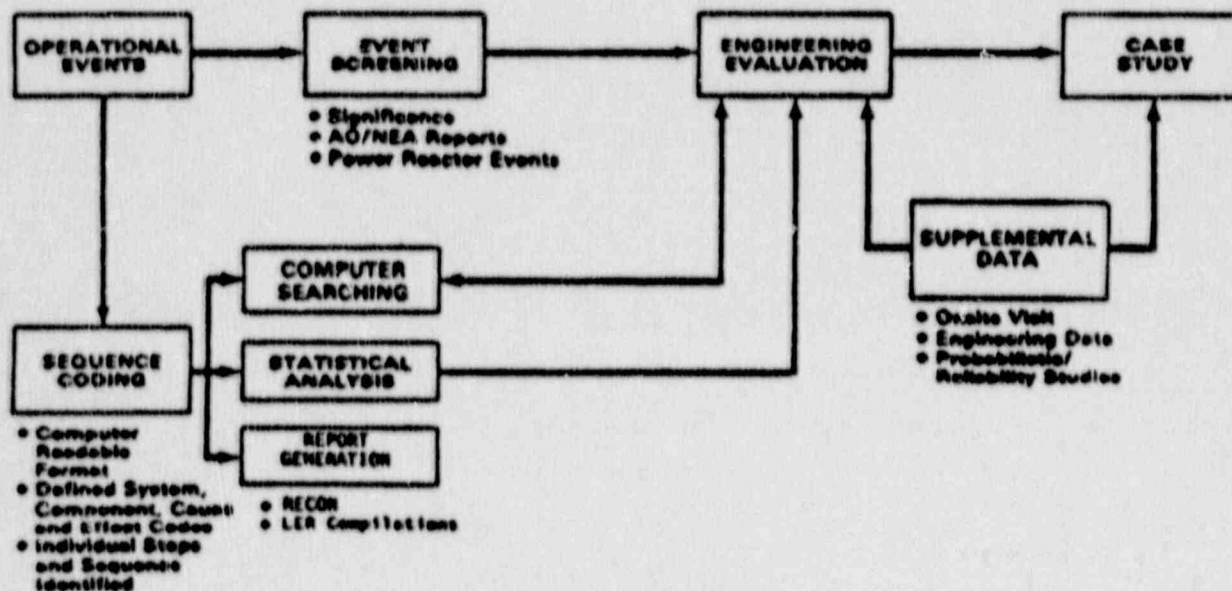 OPERATIONAL
EVENTS
EVENT
SCREENING
ENGINEERING
EVALUATION
CASE
STUDY
• Significance
• AO/NEA Reports
• Power Reactor Events
SUPPLEMENTAL
DATA
• Onsite Visit
• Engineering Data
• Probabilistic/
Reliability Studies
COMPUTER
SEARCHING
SEQUENCE
CODING
STATISTICAL
ANALYSIS
REPORT
GENERATION
• Computer
Readable
Format
• Defined System,
Component, Cause
and Effect Codes
• Individual Steps
and Sequence
Identified
• RECON
• LER Compilations